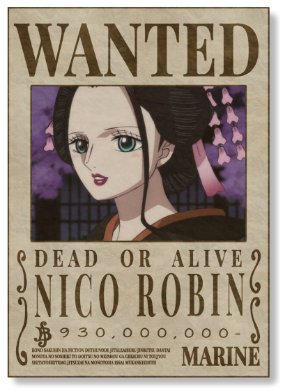 WANTED
DEAD OR ALIVE
NICO ROBIN
฿930,000,000-
MARINE